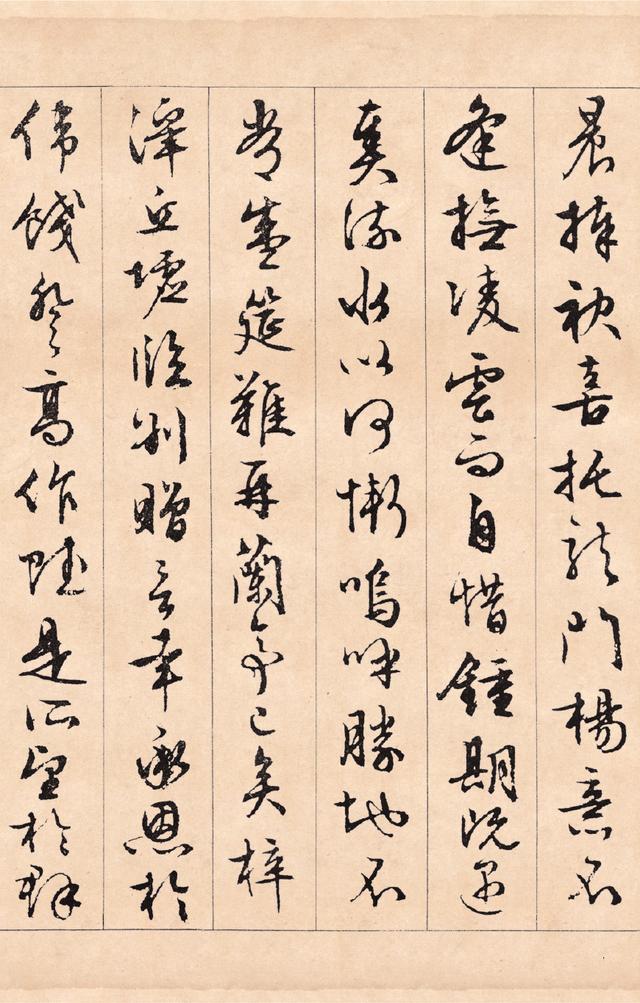 晨捧袂喜托龍門楊意不
逢撫凌雲而自惜鍾期既遇
奏流水以何慚嗚呼勝地不
常盛筵難再蘭亭已矣梓
澤丘墟臨別贈言幸承恩於
偉餞登高作賦是所望於群